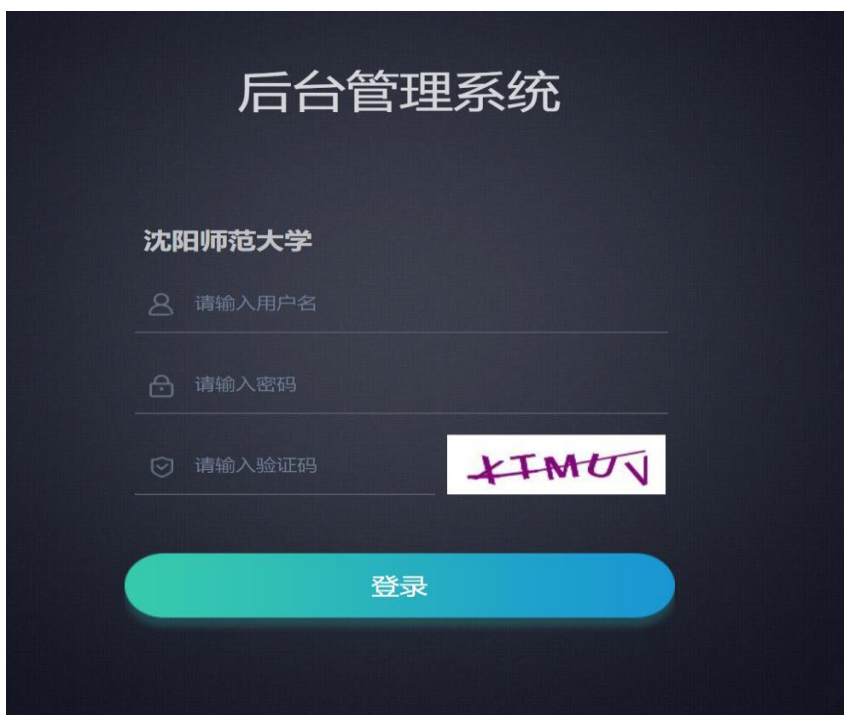 后台管理系统
沈阳师范大学
请输入用户名
请输入密码
请输入验证码
登录